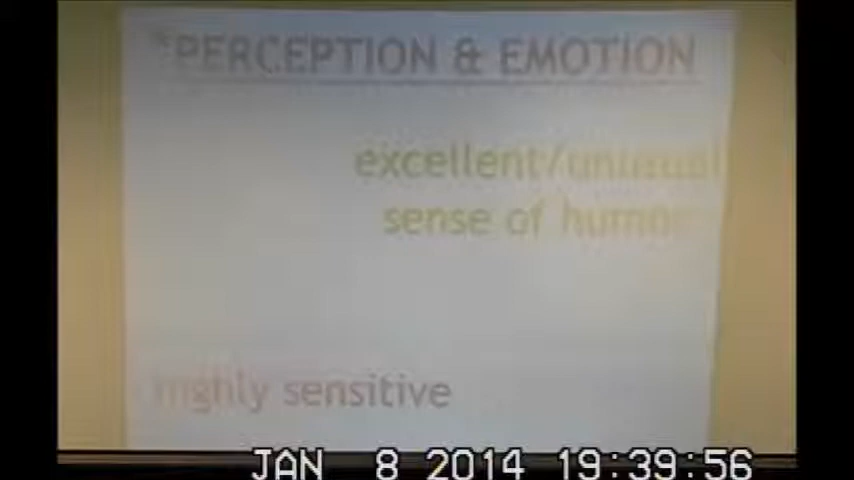 PERCEPTION & EMOTION
excellent/unusual
sense of humor
highly sensitive
JAN 8 2014 19:39:56